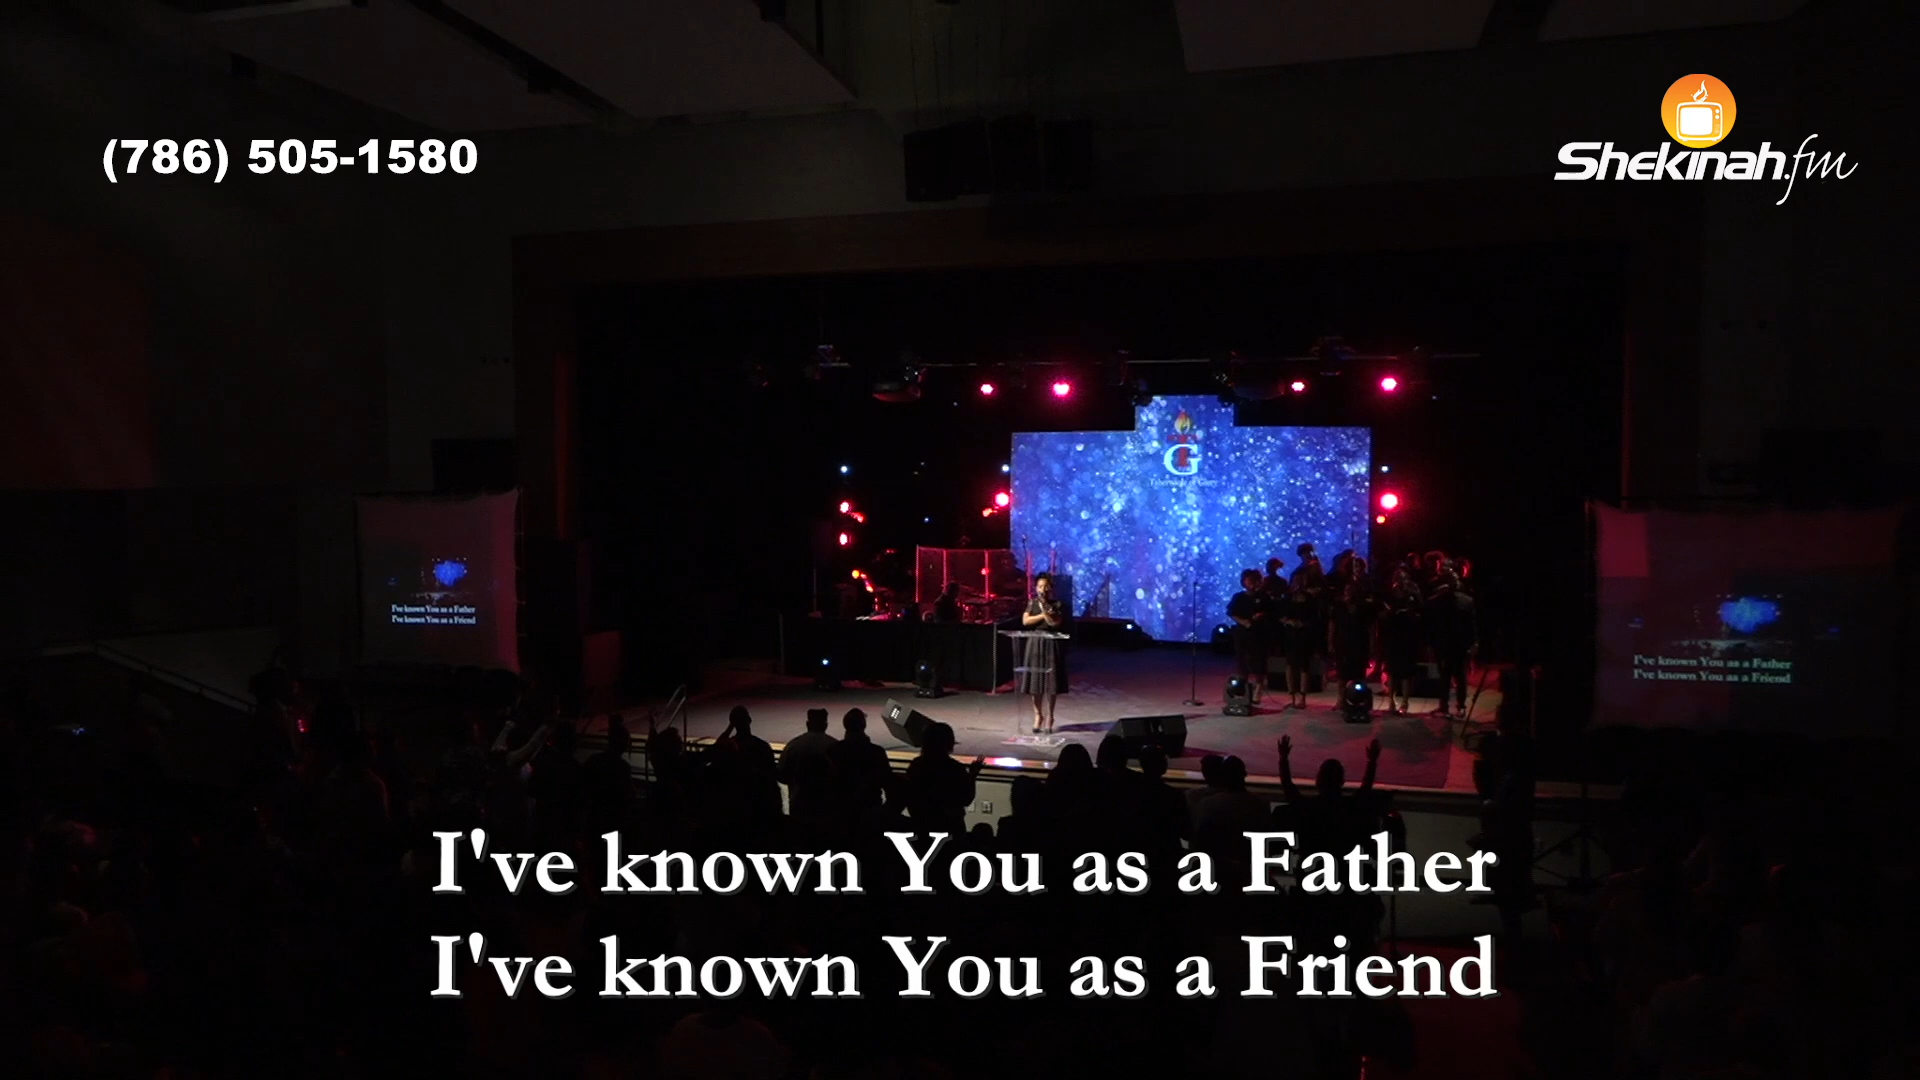 (786) 505-1580
Shekinah.fm
G
I've known You as a Father
I've known You as a Friend
I've known You as a Father
I've known You as a Friend
I've known You as a Father
I've known You as a Friend